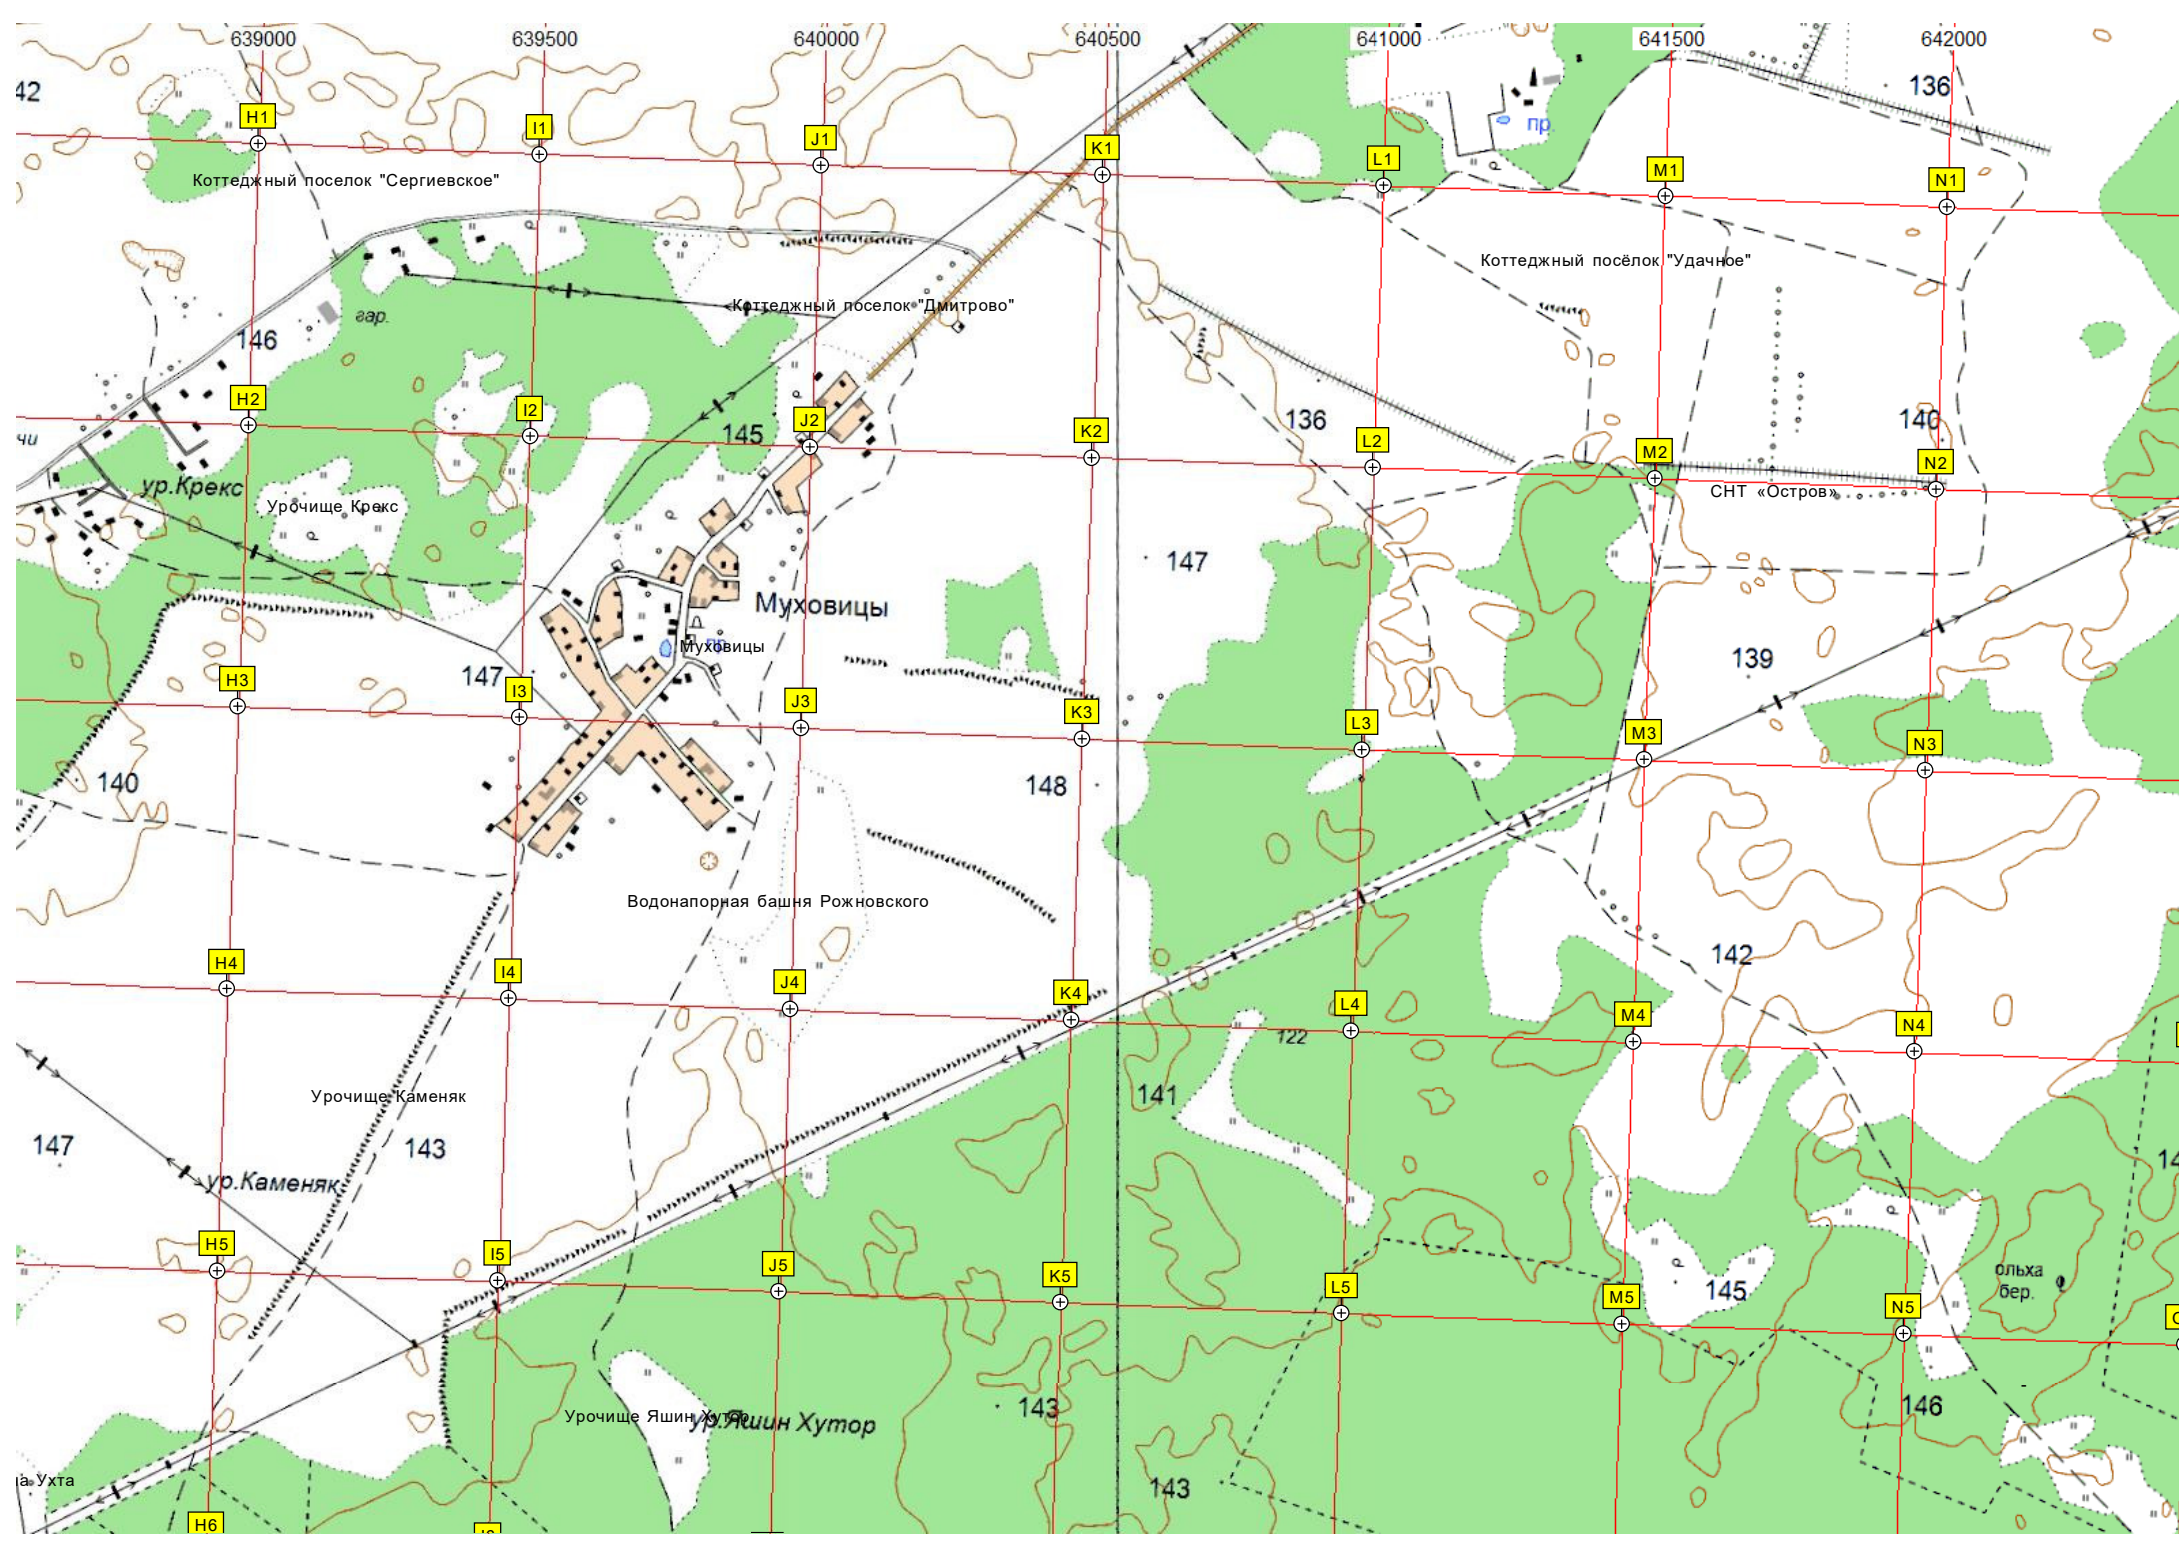 639000 639500 640000 640500 641000 641500 642000
42
136
H1 I1 J1 K1 L1 M1 N1
пр.
Коттеджный поселок "Сергиевское"
Коттеджный посёлок "Удачное"
Коттеджный поселок "Дмитрово"
гар.
146
H2 I2 J2 K2 L2 M2 N2
145
136
140
чи
ур.Крекс
Урочище Крекс
СНТ «Остров»
147
Муховицы
пр.
Муховицы
147
139
H3 I3 J3 K3 L3 M3 N3
140
148
Водонапорная башня Рожновского
142
H4 I4 J4 K4 L4 M4 N4
122
141
Урочище Каменяк
147
143
14
ур.Каменяк
H5 I5 J5 K5 L5 M5 N5
ольха
бер.
145
143
146
Урочище Яшин Хутор
ур.Яшин Хутор
143
Ухта
H6